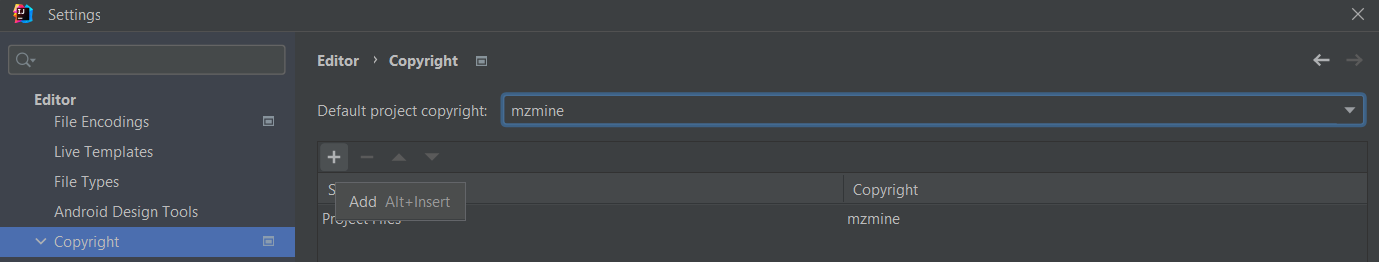 Settings
Editor
File Encodings
Live Templates
File Types
Android Design Tools
Copyright
Editor › Copyright
Default project copyright: mzmine
S Copyright
Add Alt+Insert
Project Files mzmine